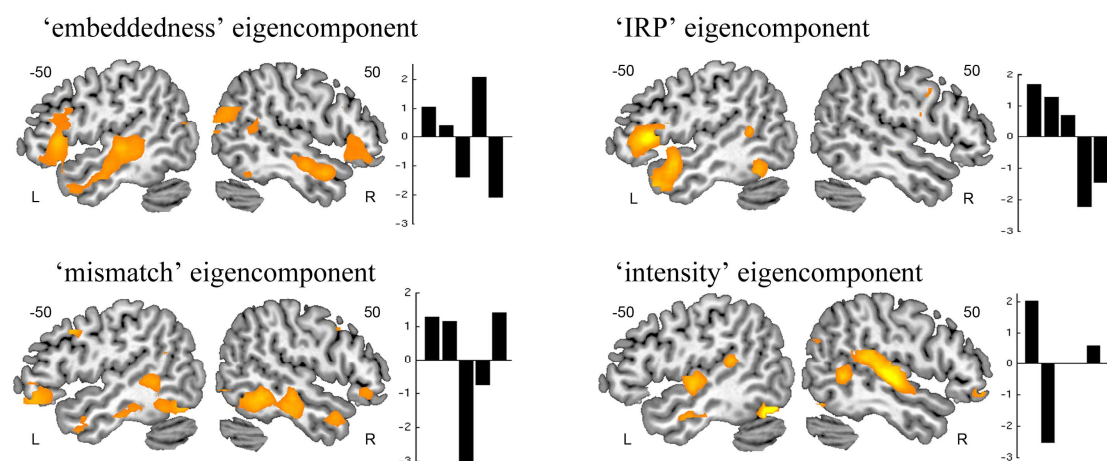 ‘embeddedness’ eigencomponent
-50
50
2
1
0
-1
-2
-3
L
R
‘IRP’ eigencomponent
-50
50
2
1
0
-1
-2
-3
L
R
‘mismatch’ eigencomponent
-50
50
2
1
0
-1
-2
-3
L
R
‘intensity’ eigencomponent
-50
50
2
1
0
-1
-2
-3
L
R